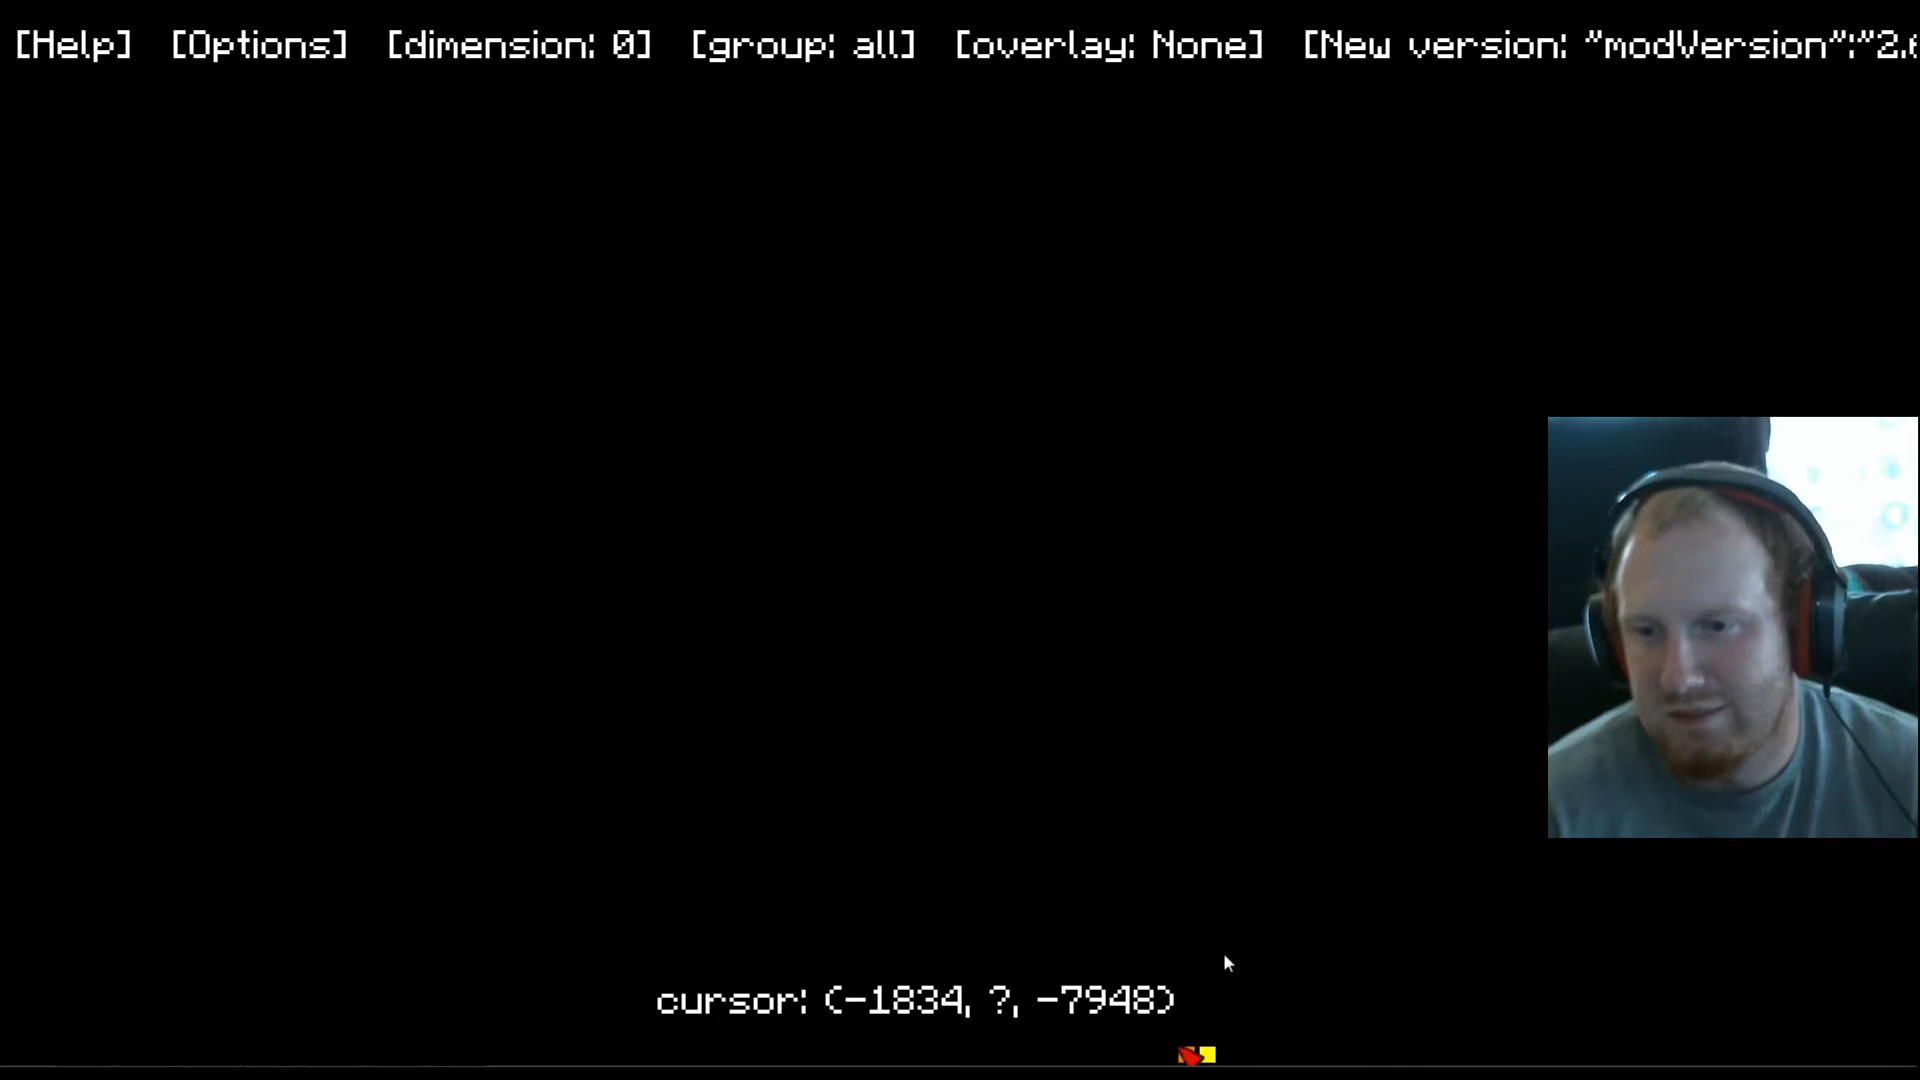 [Help] [Options] [dimension: 0] [group: all] [overlay: None] [New version: "modVersion":"2.
cursor: (-1834, ?, -7948)